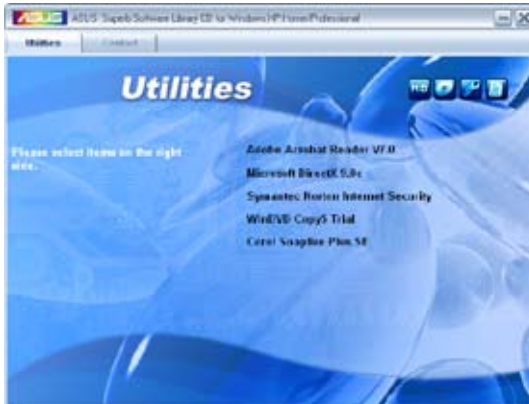 ASUS Superb Software Library CD for Windows XP Home/Professional
Utilities Contact
Utilities
Please select items on the right side.
Adobe Acrobat Reader V7.0
Microsoft DirectX 9.0c
Symantec Norton Internet Security
WinDVD Copy5 Trial
Corel Snapfire Plus SE